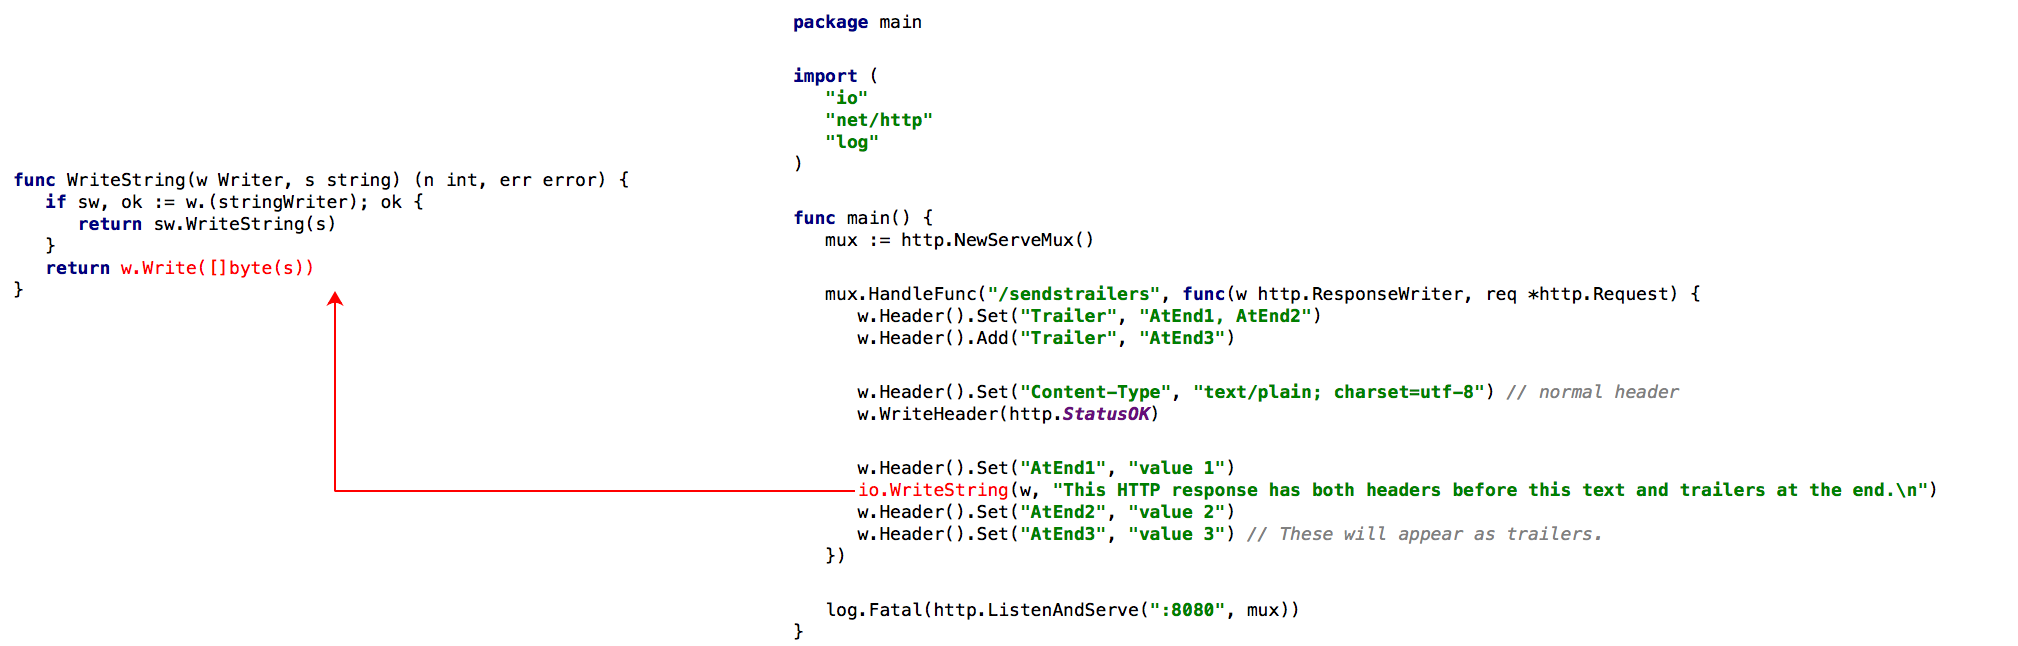 func WriteString(w Writer, s string) (n int, err error) {
   if sw, ok := w.(stringWriter); ok {
      return sw.WriteString(s)
   }
   return w.Write([]byte(s))
}
package main
import (
   "io"
   "net/http"
   "log"
)
func main() {
   mux := http.NewServeMux()
   mux.HandleFunc("/sendstrailers", func(w http.ResponseWriter, req *http.Request) {
      w.Header().Set("Trailer", "AtEnd1, AtEnd2")
      w.Header().Add("Trailer", "AtEnd3")
      w.Header().Set("Content-Type", "text/plain; charset=utf-8") // normal header
      w.WriteHeader(http.StatusOK)
      w.Header().Set("AtEnd1", "value 1")
      io.WriteString(w, "This HTTP response has both headers before this text and trailers at the end.\n")
      w.Header().Set("AtEnd2", "value 2")
      w.Header().Set("AtEnd3", "value 3") // These will appear as trailers.
   })
   log.Fatal(http.ListenAndServe(":8080", mux))
}